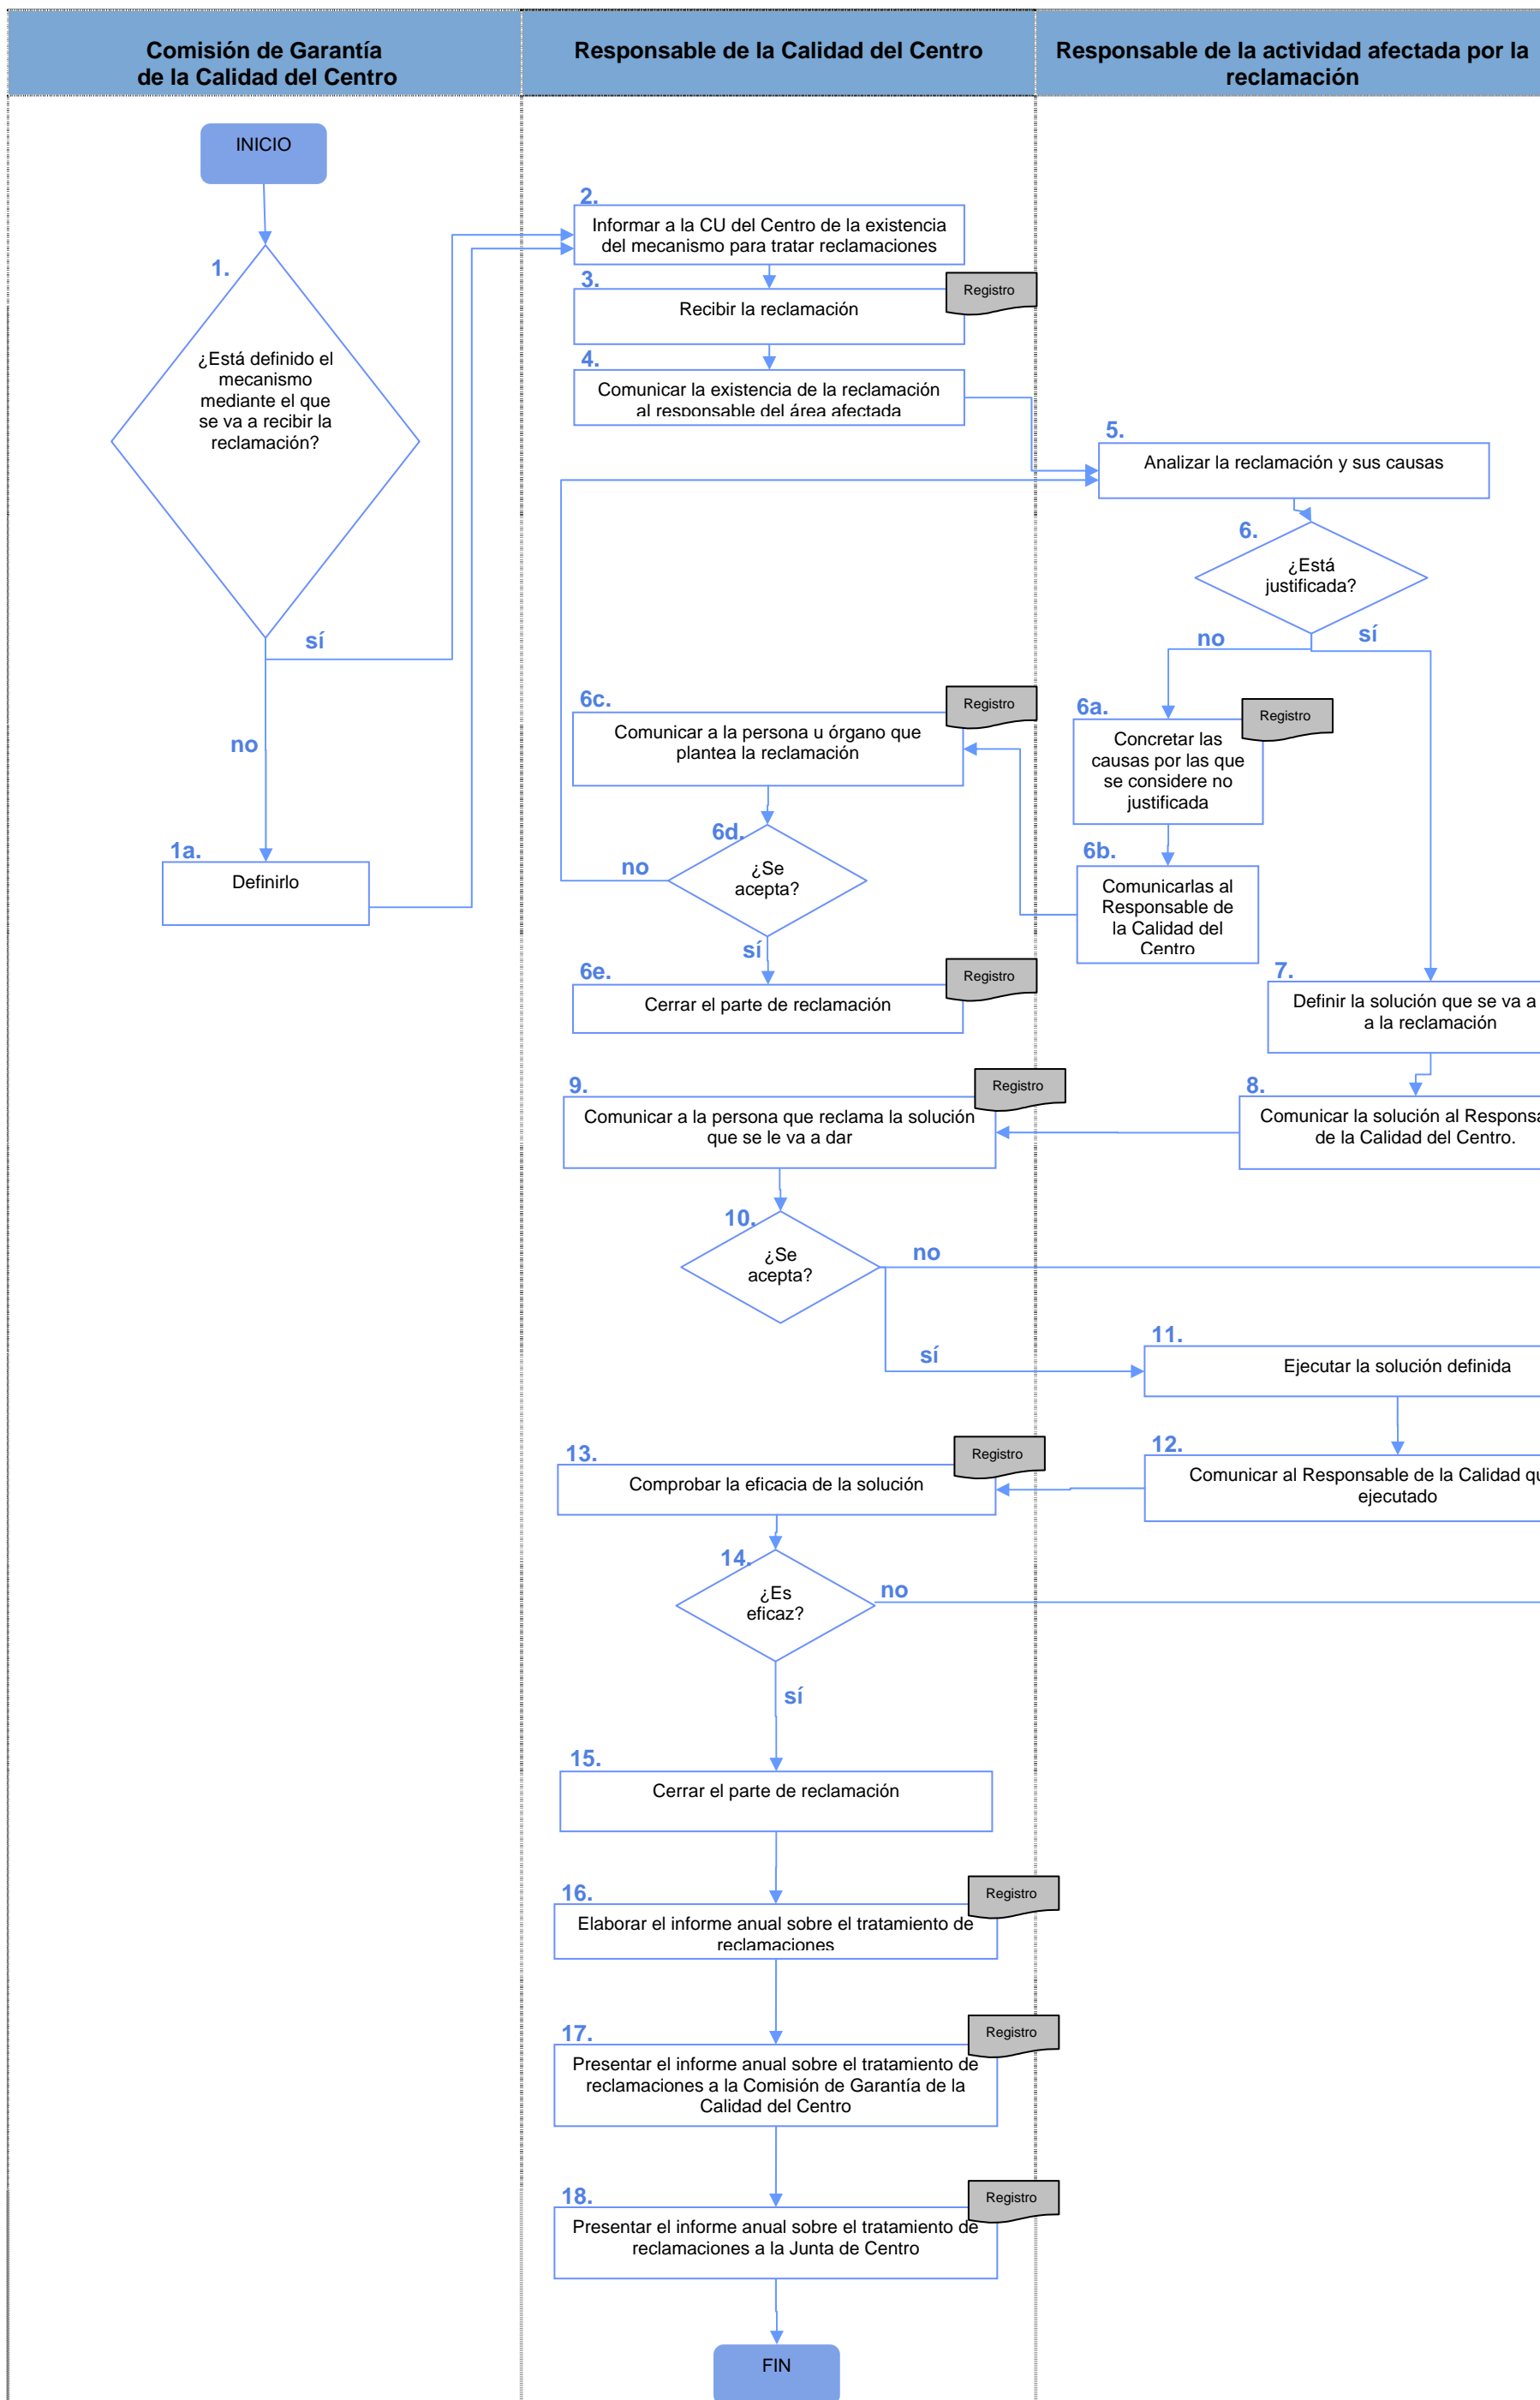 Comisión de Garantía
de la Calidad del Centro
Responsable de la Calidad del Centro
Responsable de la actividad afectada por la
reclamación
INICIO
1.
¿Está definido el
mecanismo
mediante el que
se va a recibir la
reclamación?
sí
no
1a.
Definirlo
2.
Informar a la CU del Centro de la existencia
del mecanismo para tratar reclamaciones
3.
Registro
Recibir la reclamación
4.
Comunicar la existencia de la reclamación
al responsable del área afectada
5.
Analizar la reclamación y sus causas
6.
¿Está
justificada?
no
sí
6a.
Registro
Concretar las
causas por las que
se considere no
justificada
6b.
Comunicarlas al
Responsable de
la Calidad del
Centro
6c.
Registro
Comunicar a la persona u órgano que
plantea la reclamación
6d.
¿Se
acepta?
no
sí
6e.
Registro
Cerrar el parte de reclamación
7.
Definir la solución que se va a
a la reclamación
8.
Comunicar la solución al Responsa
de la Calidad del Centro.
9.
Registro
Comunicar a la persona que reclama la solución
que se le va a dar
10.
¿Se
acepta?
no
sí
11.
Ejecutar la solución definida
12.
Comunicar al Responsable de la Calidad qu
ejecutado
13.
Registro
Comprobar la eficacia de la solución
14.
¿Es
eficaz?
no
sí
15.
Cerrar el parte de reclamación
16.
Registro
Elaborar el informe anual sobre el tratamiento de
reclamaciones
17.
Registro
Presentar el informe anual sobre el tratamiento de
reclamaciones a la Comisión de Garantía de la
Calidad del Centro
18.
Registro
Presentar el informe anual sobre el tratamiento de
reclamaciones a la Junta de Centro
FIN